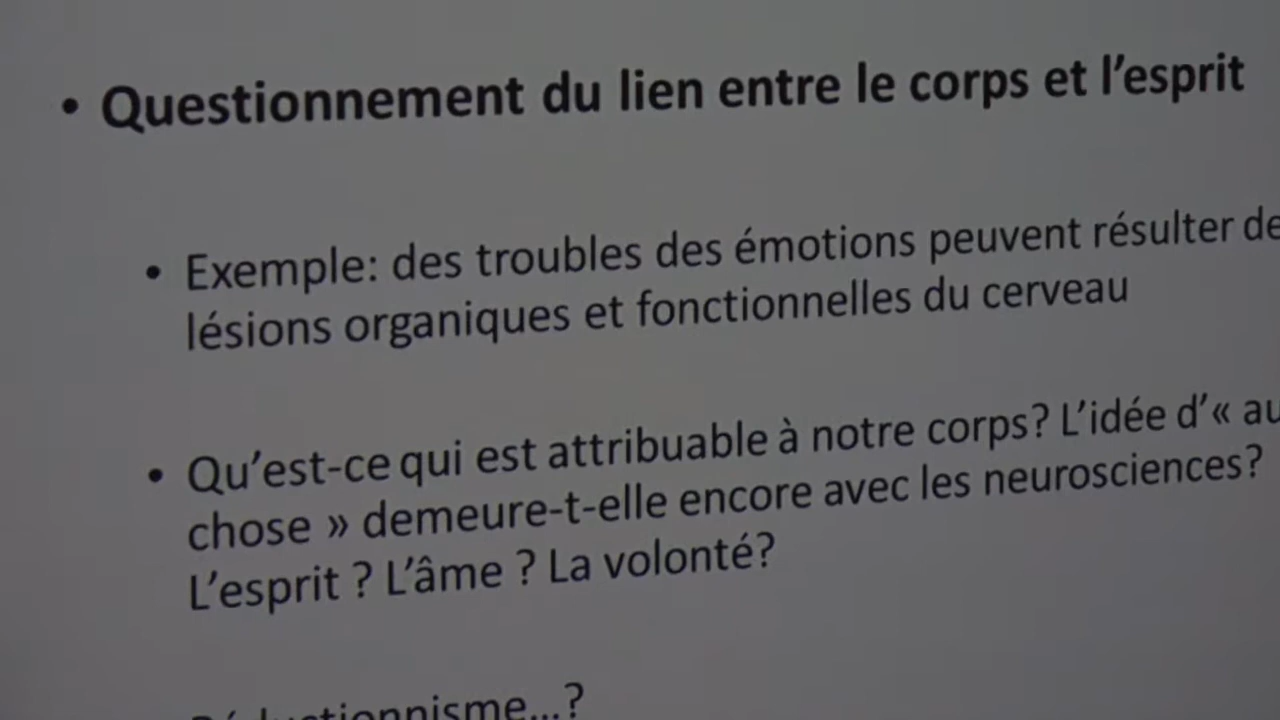 • Questionnement du lien entre le corps et l'esprit
• Exemple: des troubles des émotions peuvent résulter de
lésions organiques et fonctionnelles du cerveau
• Qu'est-ce qui est attribuable à notre corps? L'idée d'« au
chose » demeure-t-elle encore avec les neurosciences?
L'esprit ? L'âme ? La volonté?
Réductionnisme...?